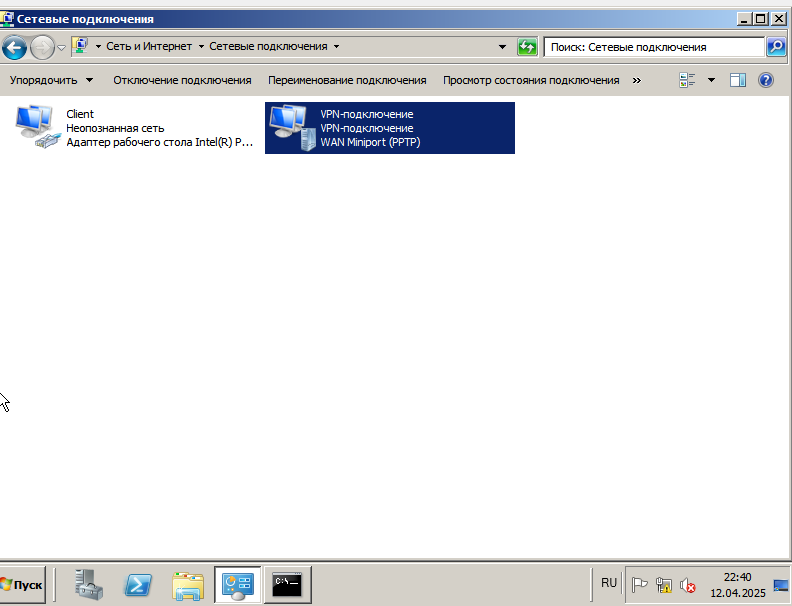 Сетевые подключения
Сеть и Интернет Сетевые подключения Поиск: Сетевые подключения
Упорядочить Отключение подключения Переименование подключения Просмотр состояния подключения »
Client
Неопознанная сеть
Адаптер рабочего стола Intel(R) P...
VPN-подключение
VPN-подключение
WAN Miniport (PPTP)
Пуск
C:\_
RU
22:40
12.04.2025